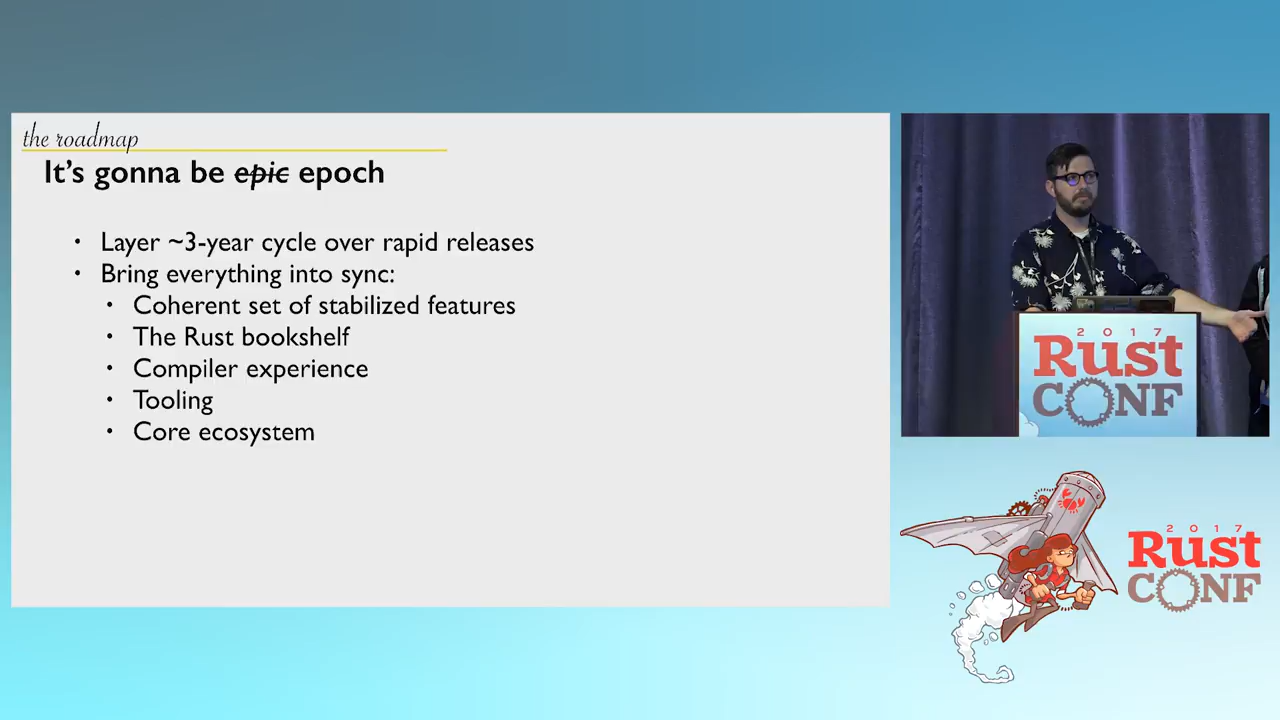 the roadmap
It's gonna be epic epoch
• Layer ~3-year cycle over rapid releases
• Bring everything into sync:
• Coherent set of stabilized features
• The Rust bookshelf
• Compiler experience
• Tooling
• Core ecosystem
2017
Rust
CONF
2017
Rust
CONF